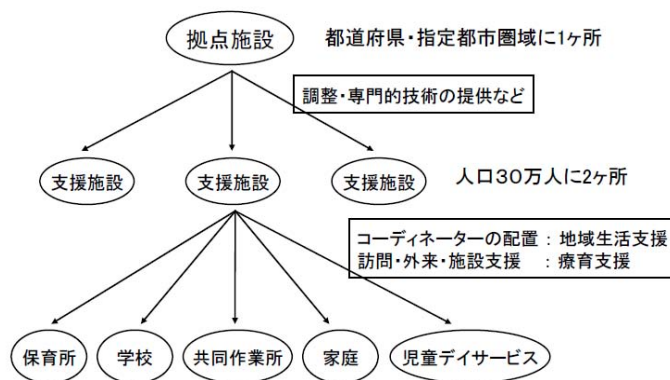 拠点施設
都道府県・指定都市圏域に1ヶ所
調整・専門的技術の提供など
支援施設
支援施設
支援施設
人口30万人に2ヶ所
コーディネーターの配置 : 地域生活支援
訪問・外来・施設支援 : 療育支援
保育所
学校
共同作業所
家庭
児童デイサービス